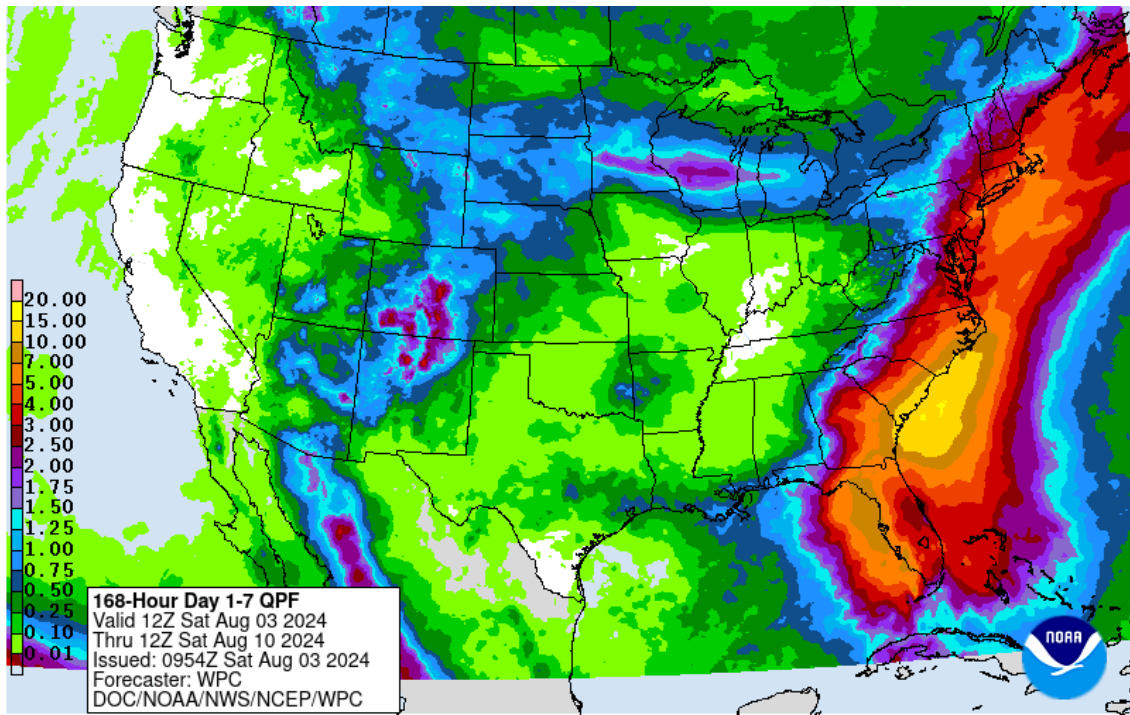 20.00
15.00
10.00
7.00
5.00
4.00
3.00
2.50
2.00
1.75
1.50
1.25
1.00
0.75
0.50
0.25
0.10
0.01
168-Hour Day 1-7 QPF
Valid 12Z Sat Aug 03 2024
Thru 12Z Sat Aug 10 2024
Issued: 0954Z Sat Aug 03 2024
Forecaster: WPC
DOC/NOAA/NWS/NCEP/WPC
NOAA